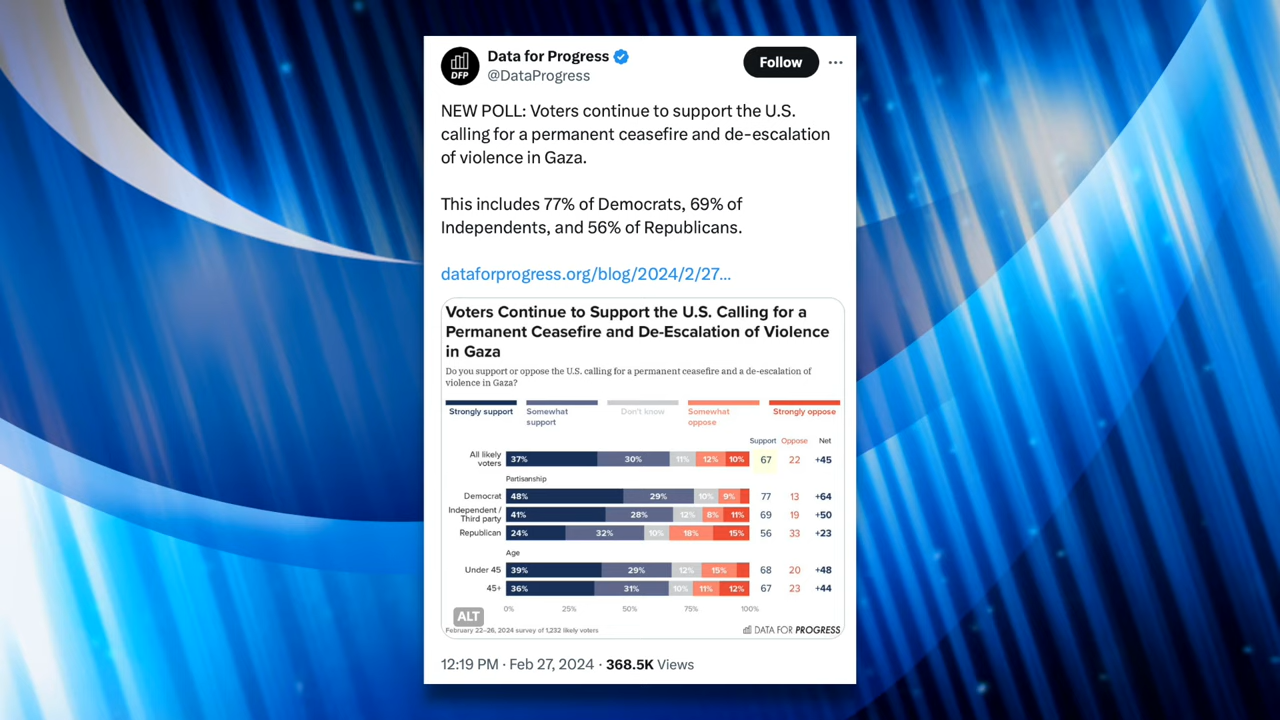 Data for Progress
@DataProgress
Follow
DFP
NEW POLL: Voters continue to support the U.S.
calling for a permanent ceasefire and de-escalation
of violence in Gaza.
This includes 77% of Democrats, 69% of
Independents, and 56% of Republicans.
dataforprogress.org/blog/2024/2/27...
Voters Continue to Support the U.S. Calling for a
Permanent Ceasefire and De-Escalation of Violence
in Gaza
Do you support or oppose the U.S. calling for a permanent ceasefire and a de-escalation of
violence in Gaza?
Strongly support Somewhat support Don't know Somewhat oppose Strongly oppose
Support Oppose Net
All likely voters 37% 30% 11% 12% 10% 67 22 +45
Partisanship
Democrat 48% 29% 10% 9% 77 13 +64
Independent / Third party 41% 28% 12% 8% 11% 69 19 +50
Republican 24% 32% 10% 18% 15% 56 33 +23
Age
Under 45 39% 29% 12% 15% 68 20 +48
45+ 36% 31% 10% 11% 12% 67 23 +44
0% 25% 50% 75% 100%
ALT
February 22-26, 2024 survey of 1,232 likely voters
DATA FOR PROGRESS
12:19 PM · Feb 27, 2024 · 368.5K Views